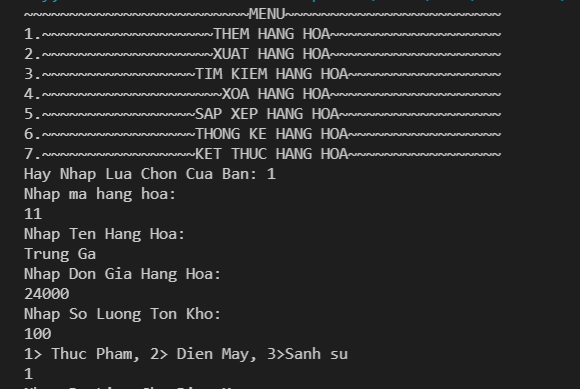 ~~~~~~~~~~~~~~~~~~~~~~~~~MENU~~~~~~~~~~~~~~~~~~~~~~~~
1.~~~~~~~~~~~~~~~~~~~THEM HANG HOA~~~~~~~~~~~~~~~~~~~
2.~~~~~~~~~~~~~~~~~~~XUAT HANG HOA~~~~~~~~~~~~~~~~~~~
3.~~~~~~~~~~~~~~~~~TIM KIEM HANG HOA~~~~~~~~~~~~~~~~~
4.~~~~~~~~~~~~~~~~~~~~XOA HANG HOA~~~~~~~~~~~~~~~~~~~
5.~~~~~~~~~~~~~~~~~SAP XEP HANG HOA~~~~~~~~~~~~~~~~~~
6.~~~~~~~~~~~~~~~~~THONG KE HANG HOA~~~~~~~~~~~~~~~~~
7.~~~~~~~~~~~~~~~~~KET THUC HANG HOA~~~~~~~~~~~~~~~~~
Hay Nhap Lua Chon Cua Ban: 1
Nhap ma hang hoa:
11
Nhap Ten Hang Hoa:
Trung Ga
Nhap Don Gia Hang Hoa:
24000
Nhap So Luong Ton Kho:
100
1> Thuc Pham, 2> Dien May, 3>Sanh su
1